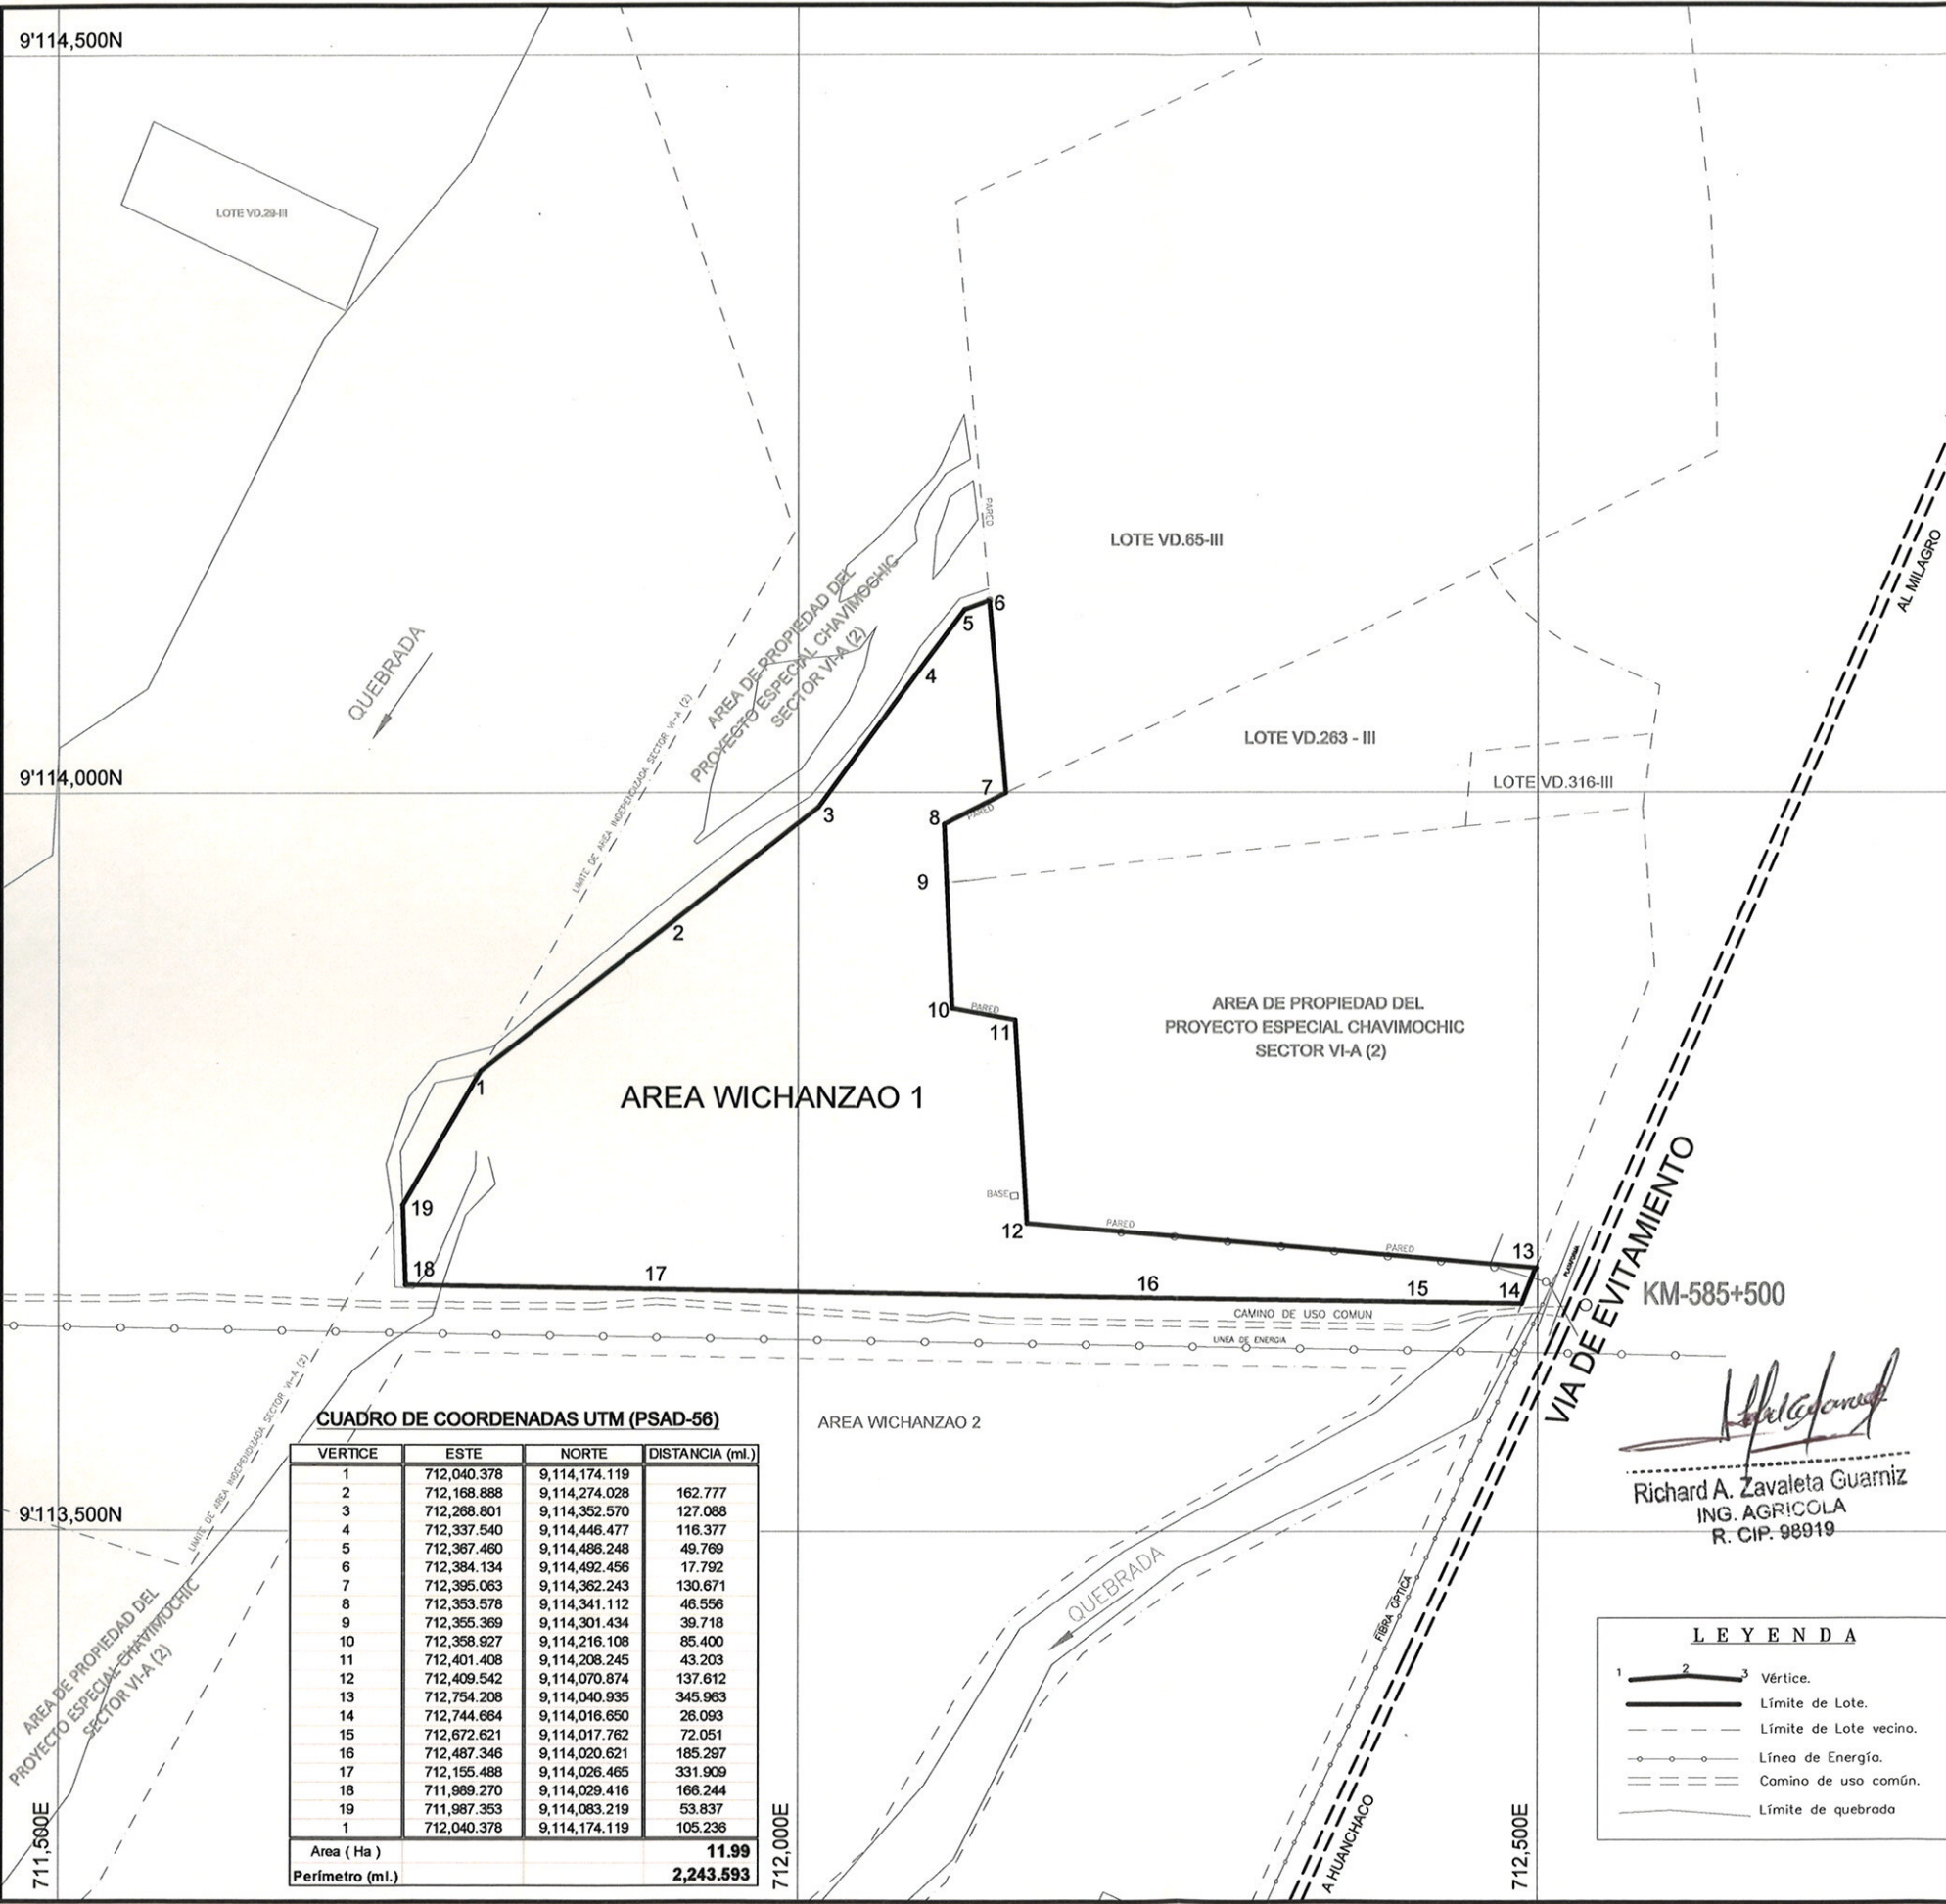 9'114,500N
LOTE VD.29-III
PARED
LOTE VD.65-III
AL MILAGRO
QUEBRADA
AREA DE PROPIEDAD DEL
PROYECTO ESPECIAL CHAVIMOCHIC
SECTOR VI-A (2)
LIMITE DE AREA INDEPENDIZADA SECTOR VI-A (2)
6
5
4
LOTE VD.263 - III
9'114,000N
7
LOTE VD.316-III
3
8
PARED
9
2
10
PARED
11
AREA DE PROPIEDAD DEL
PROYECTO ESPECIAL CHAVIMOCHIC
SECTOR VI-A (2)
1
AREA WICHANZAO 1
BASE
19
12
PARED
PARED
13
PLATAFORMA
18
17
16
15
14
VIA DE EVITAMIENTO
KM-585+500
CAMINO DE USO COMUN
LINEA DE ENERGIA
LIMITE DE AREA INDEPENDIZADA SECTOR VI-A (2)
AREA WICHANZAO 2
CUADRO DE COORDENADAS UTM (PSAD-56)
VERTICE ESTE NORTE DISTANCIA (ml.)
1 712,040.378 9,114,174.119
2 712,168.888 9,114,274.028 162.777
3 712,268.801 9,114,352.570 127.088
4 712,337.540 9,114,446.477 116.377
5 712,367.460 9,114,486.248 49.769
6 712,384.134 9,114,492.456 17.792
7 712,395.063 9,114,362.243 130.671
8 712,353.578 9,114,341.112 46.556
9 712,355.369 9,114,301.434 39.718
10 712,358.927 9,114,216.108 85.400
11 712,401.408 9,114,208.245 43.203
12 712,409.542 9,114,070.874 137.612
13 712,754.208 9,114,040.935 345.963
14 712,744.664 9,114,016.650 26.093
15 712,672.621 9,114,017.762 72.051
16 712,487.346 9,114,020.621 185.297
17 712,155.488 9,114,026.465 331.909
18 711,989.270 9,114,029.416 166.244
19 711,987.353 9,114,083.219 53.837
1 712,040.378 9,114,174.119 105.236
Area ( Ha ) 11.99
Perímetro (ml.) 2,243.593
9'113,500N
Richard A. Zavaleta Guarniz
ING. AGRICOLA
R. CIP. 98919
QUEBRADA
FIBRA OPTICA
AREA DE PROPIEDAD DEL
PROYECTO ESPECIAL CHAVIMOCHIC
SECTOR VI-A (2)
L E Y E N D A
1 2 3 Vértice.
Límite de Lote.
Límite de Lote vecino.
Línea de Energía.
Camino de uso común.
Límite de quebrada
711,500E
712,000E
A HUANCHACO
712,500E